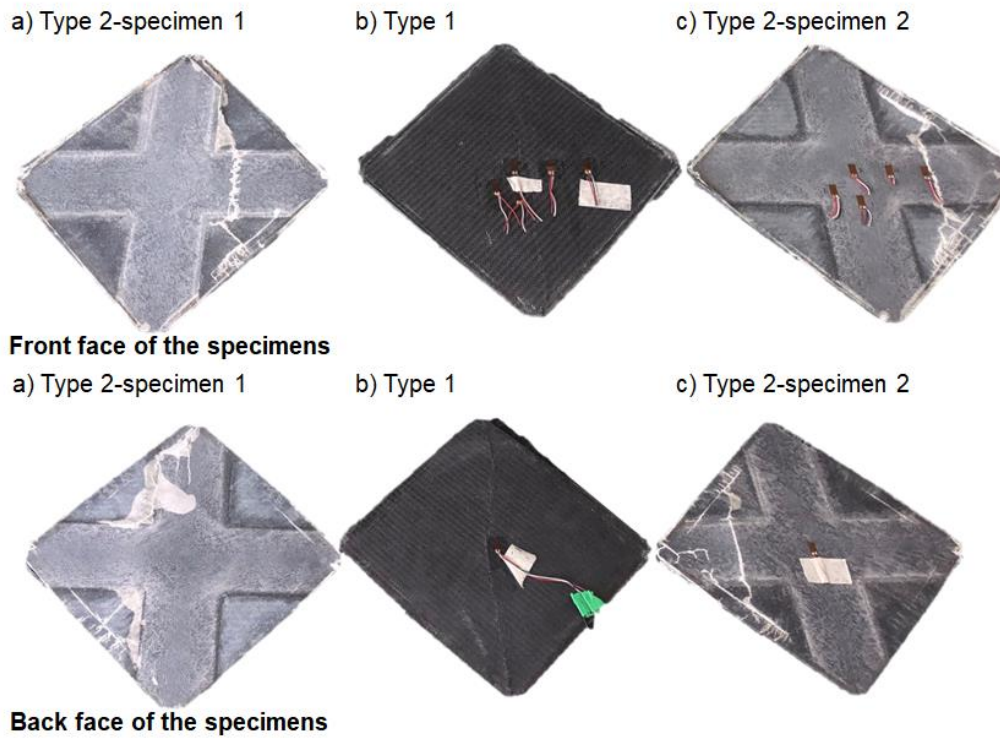 a) Type 2-specimen 1
b) Type 1
c) Type 2-specimen 2
Front face of the specimens
a) Type 2-specimen 1
b) Type 1
c) Type 2-specimen 2
Back face of the specimens